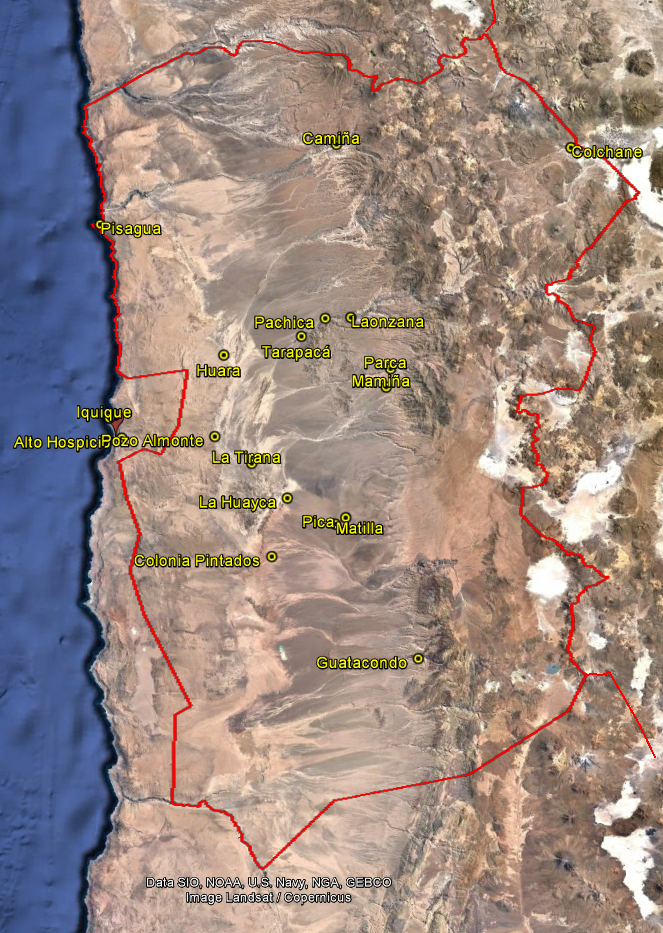 Camiña
Colchane
Pisagua
Pachica
Laonzana
Tarapacá
Huara
Parca
Mamiña
Iquique
Alto Hospici
Pozo Almonte
La Tirana
La Huayca
Pica
Matilla
Colonia Pintados
Guatacondo
Data SIO, NOAA, U.S. Navy, NGA, GEBCO
Image Landsat / Copernicus